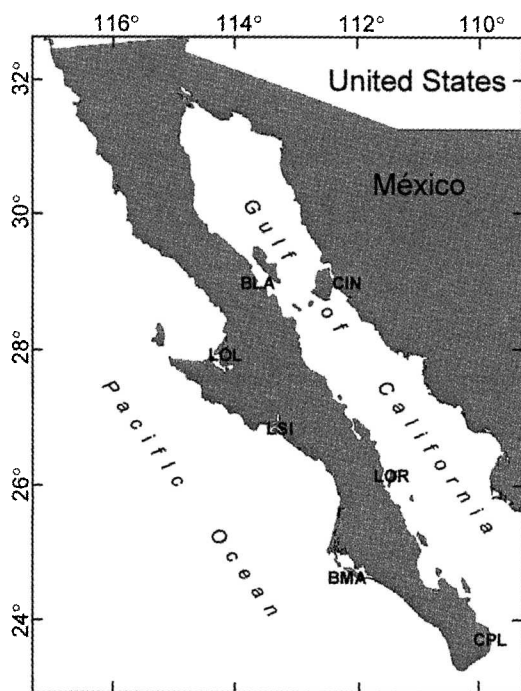 116° 114° 112° 110°
32°
United States
México
30°
Gulf of California
BLA
CIN
28°
LOL
Pacific Ocean
LSI
26°
LOR
BMA
24°
CPL